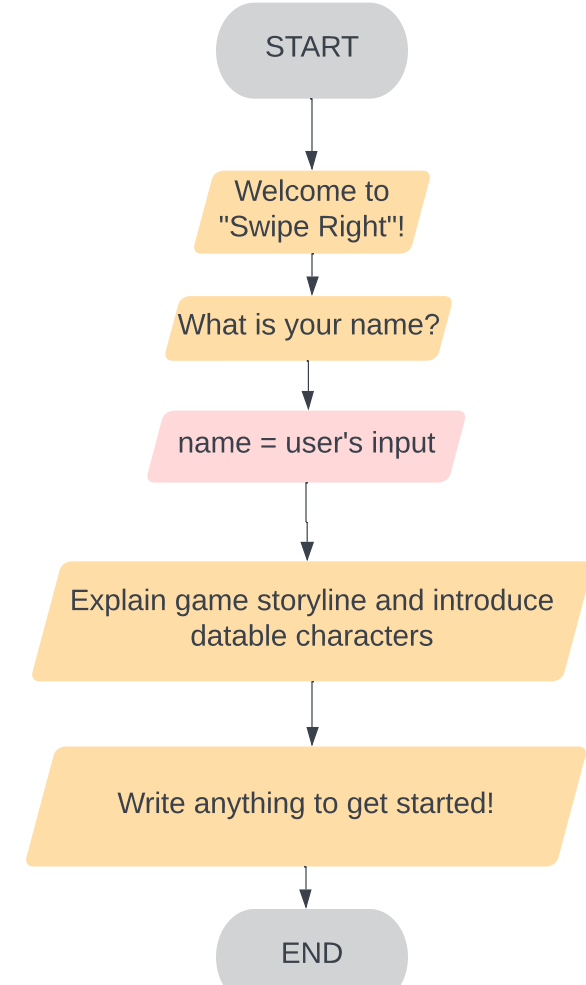 START
Welcome to
"Swipe Right"!
What is your name?
name = user's input
Explain game storyline and introduce
datable characters
Write anything to get started!
END